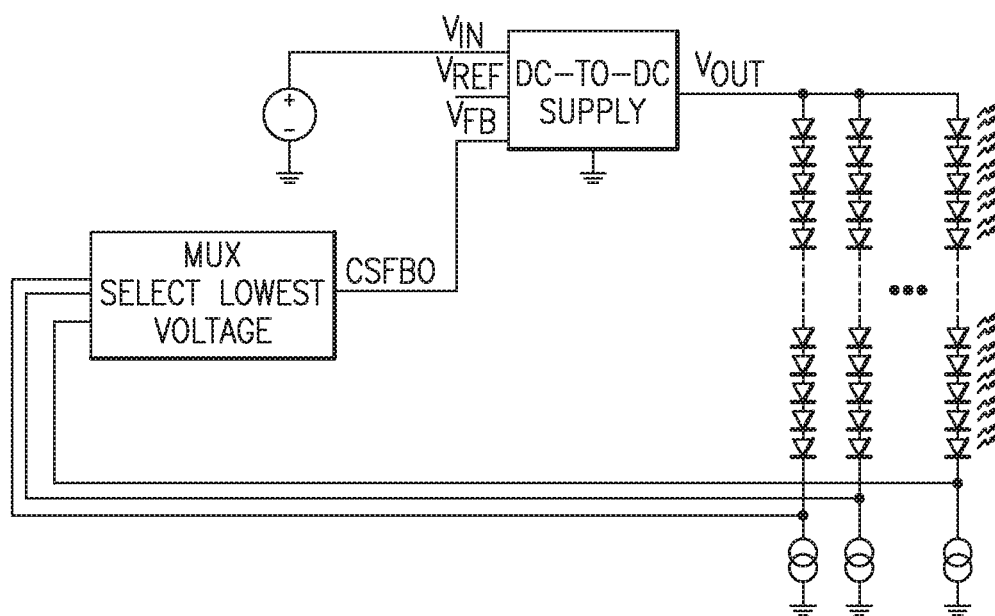 VIN
VREF
VFB
DC-TO-DC
SUPPLY
VOUT
MUX
SELECT LOWEST
VOLTAGE
CSFBO